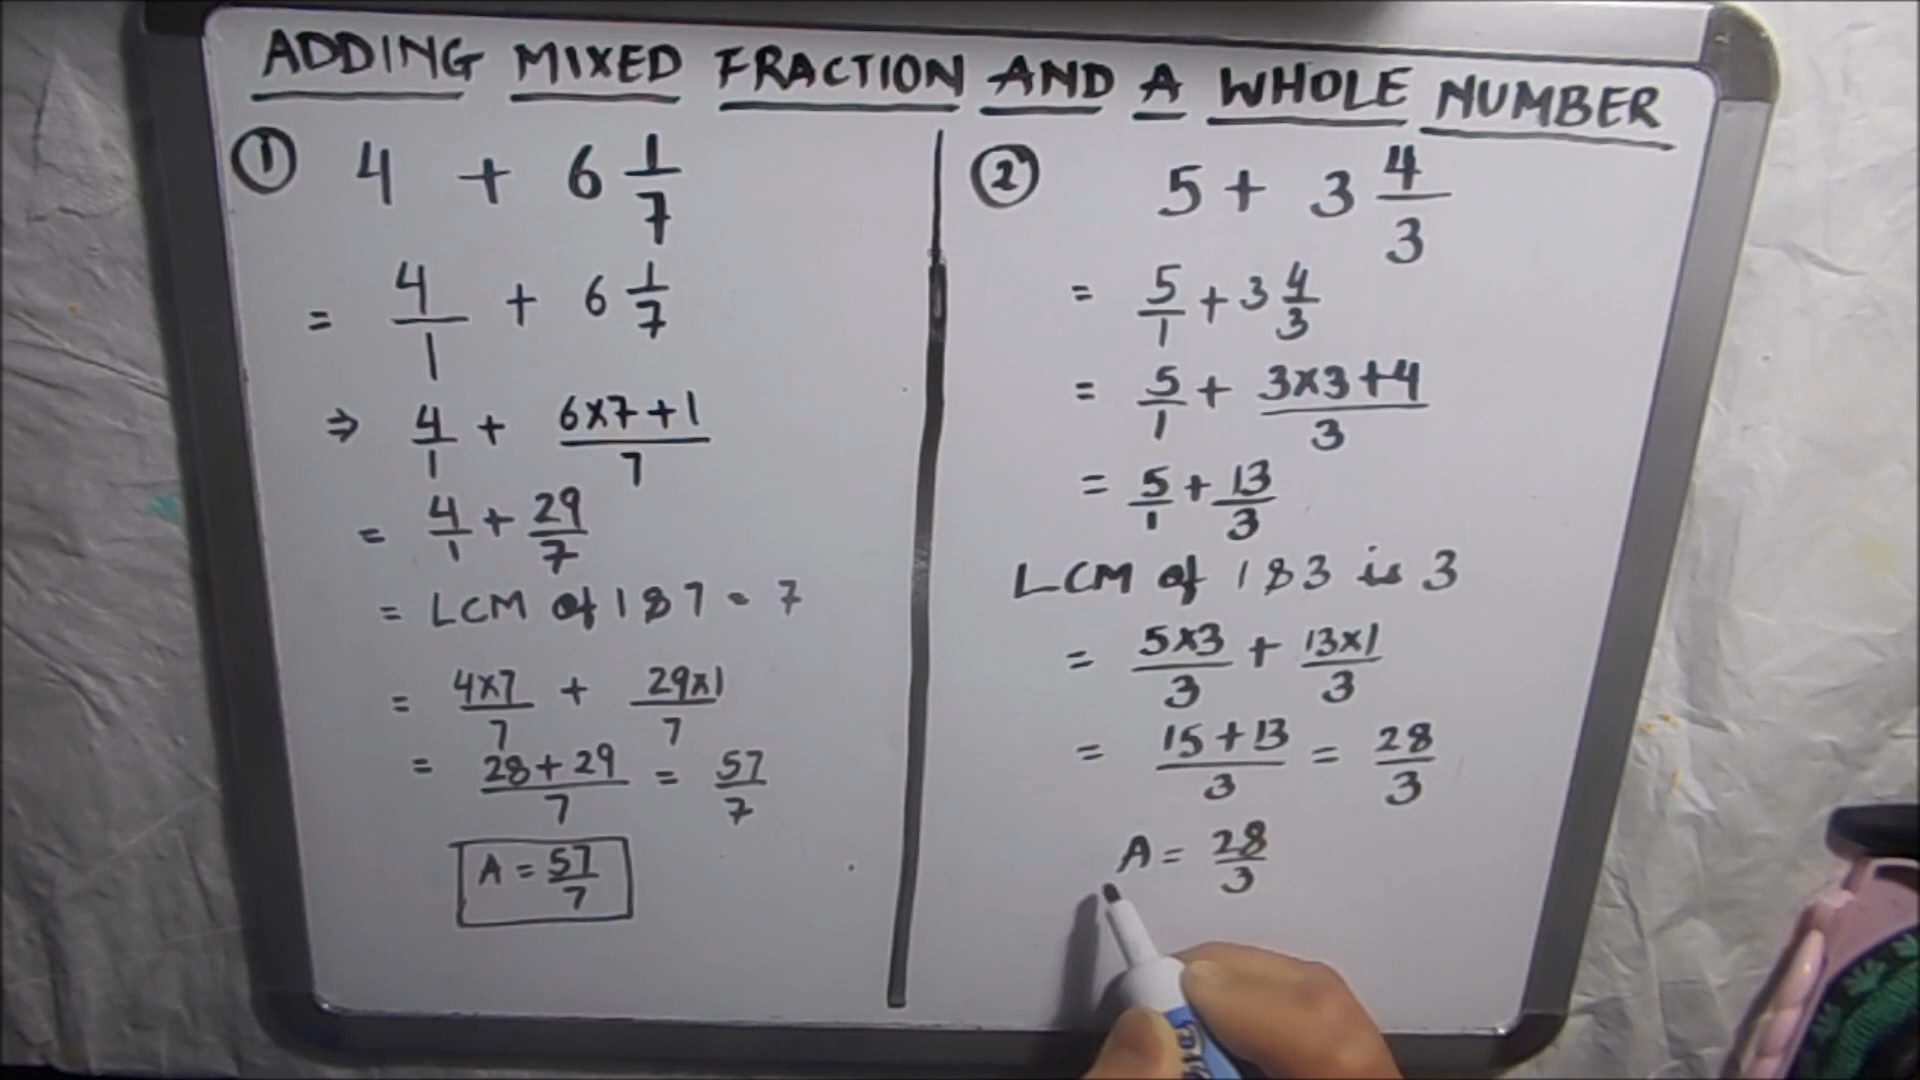 ADDING MIXED FRACTION AND A WHOLE NUMBER
① 4 + 6 1/7
= 4/1 + 6 1/7
⇒ 4/1 + (6×7+1)/7
= 4/1 + 29/7
= LCM of 1 & 7 = 7
= (4×7)/7 + (29×1)/7
= (28+29)/7 = 57/7
A = 57/7
② 5 + 3 4/3
= 5/1 + 3 4/3
= 5/1 + (3×3+4)/3
= 5/1 + 13/3
LCM of 1 & 3 is 3
= (5×3)/3 + (13×1)/3
= (15+13)/3 = 28/3
A = 28/3